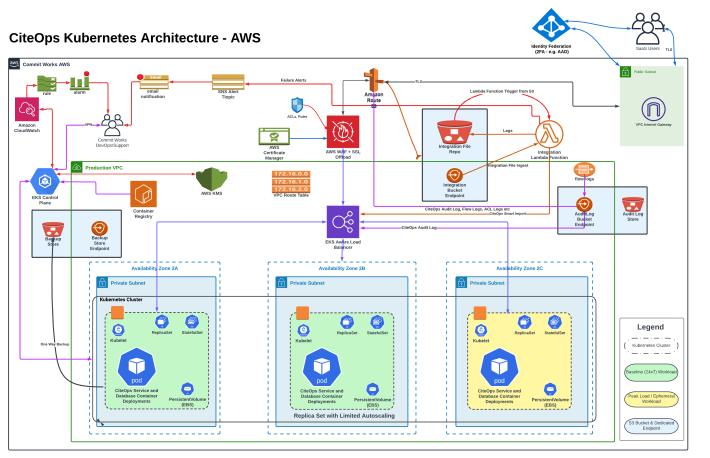 CiteOps Kubernetes Architecture - AWS
Identity Federation
(2FA - e.g. AAD)
SaaS Users
TLS
Commit Works AWS
rule
alarm
email
notification
SNS Alert
Topic
Failure Alerts
Amazon
Route
TLS
Public Subnet
VPC Internet Gateway
Lambda Function Trigger from S3
Amazon
CloudWatch
VPN
Commit Works
DevOps/Support
ACLs, Rules
AWS
Certificate
Manager
AWS WAF + SSL
Offload
Integration File
Repo
Logs
Integration
Lambda Function
Integration File Ingest
Integration
Bucket
Endpoint
Production VPC
EKS Control
Plane
Container
Registry
AWS KMS
172.16.0.0
172.16.1.0
172.16.2.0
VPC Route Table
flow logs
Audit Log
Bucket
Endpoint
Audit Log
Store
CiteOps Audit Log, Flow Logs, ACL Logs etc
CiteOps Smart Import
CiteOps Audit Log
EKS Aware Load
Balancer
Backup
Store
Backup
Store
Endpoint
One Way Backup
Availability Zone 2A
Availability Zone 2B
Availability Zone 2C
Private Subnet
Private Subnet
Private Subnet
Kubernetes Cluster
Kubelet
ReplicaSet
StatefulSet
pod
CiteOps Service and
Database Container
Deployments
PersistentVolume
(EBS)
Kubelet
ReplicaSet
StatefulSet
pod
CiteOps Service and
Database Container
Deployments
PersistentVolume
(EBS)
Kubelet
ReplicaSet
StatefulSet
pod
CiteOps Service and
Database Container
Deployments
PersistentVolume
(EBS)
Replica Set with Limited Autoscaling
Legend
Kubernetes Cluster
Baseline (24x7) Workload
Peak Load / Ephemeral
Workload
S3 Bucket & Dedicated
Endpoint